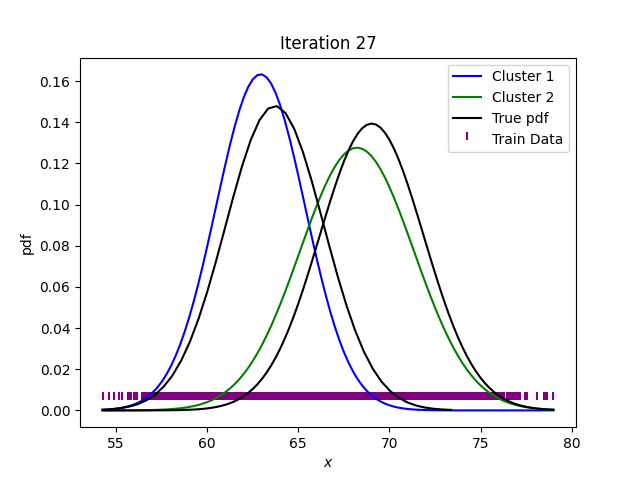 Iteration 27
Cluster 1
Cluster 2
True pdf
Train Data
pdf
0.16
0.14
0.12
0.10
0.08
0.06
0.04
0.02
0.00
55 60 65 70 75 80
x